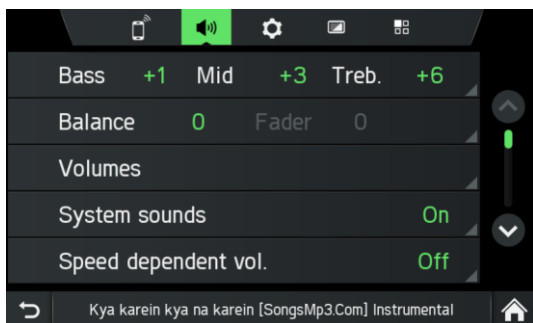 Bass +1 Mid +3 Treb. +6
Balance 0 Fader 0
Volumes
System sounds On
Speed dependent vol. Off
Kya karein kya na karein [SongsMp3.Com] Instrumental